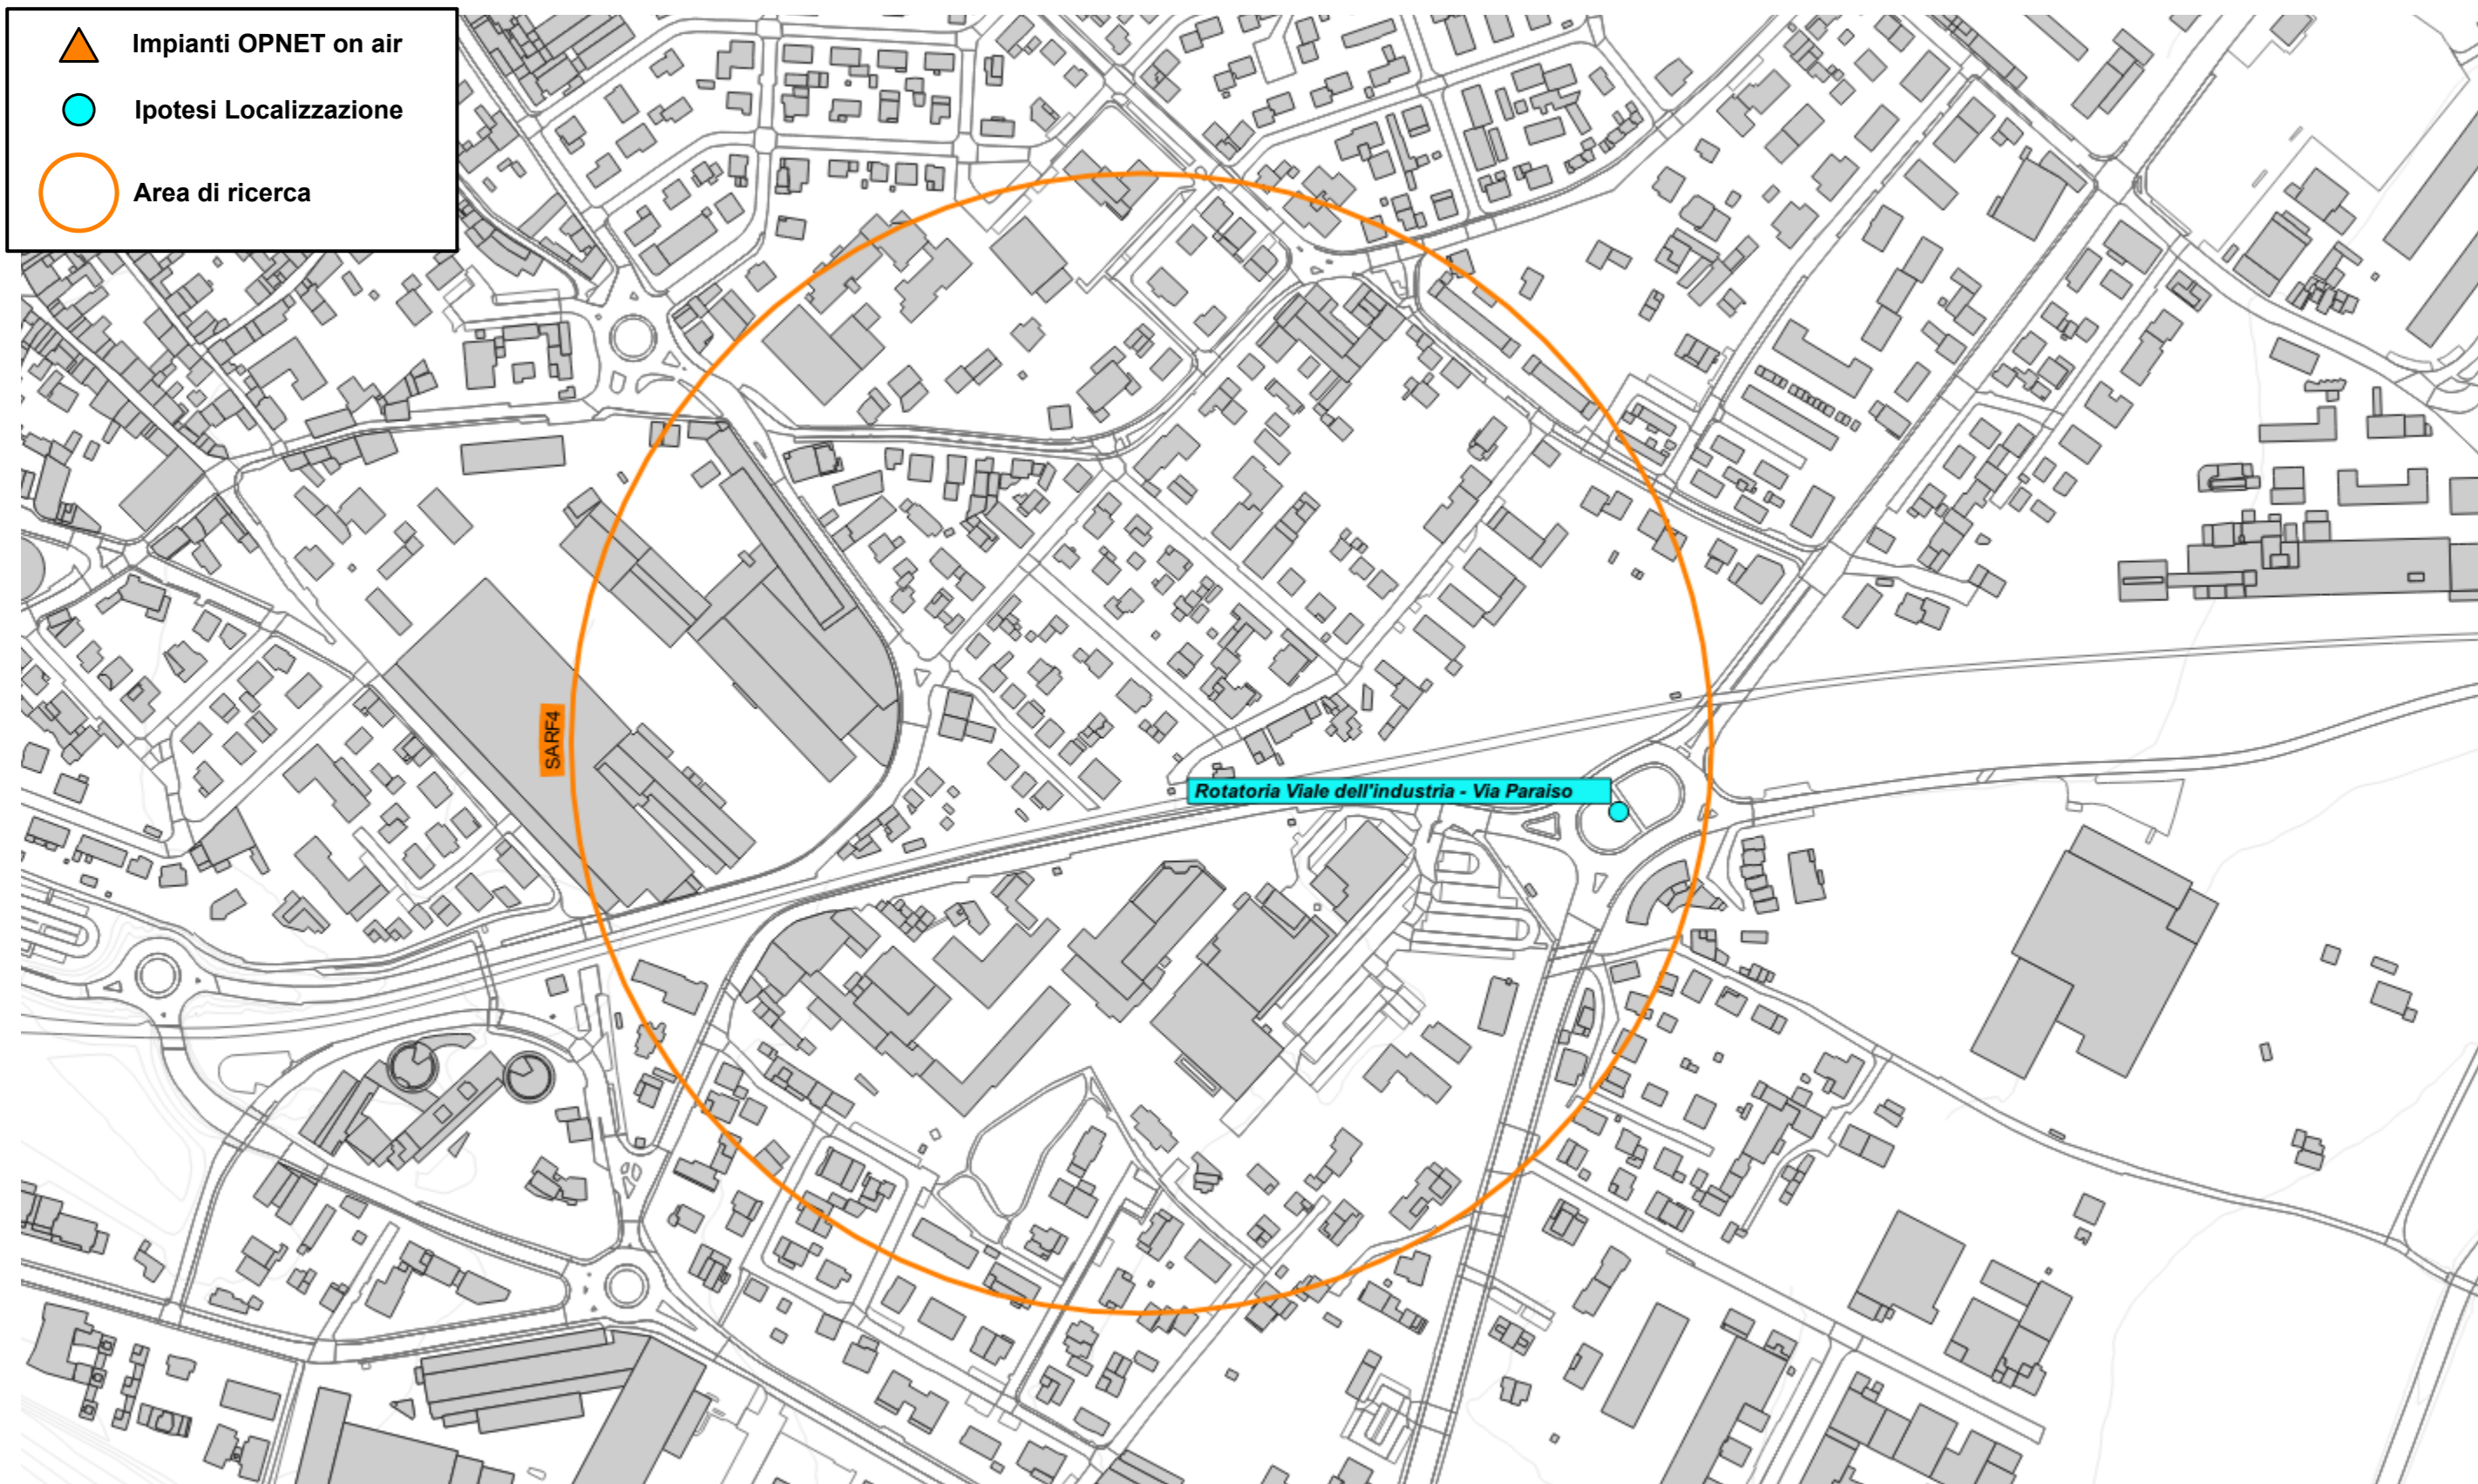 Impianti OPNET on air
Ipotesi Localizzazione
Area di ricerca
SARF4
Rotatoria Viale dell'industria - Via Paraiso